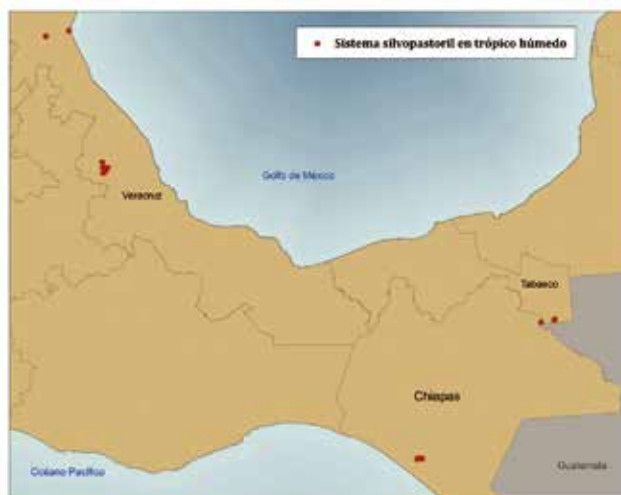 Sistema silvopastoril en trópico húmedo
Golfo de México
Veracruz
Tabasco
Chiapas
Océano Pacífico
Guatemala